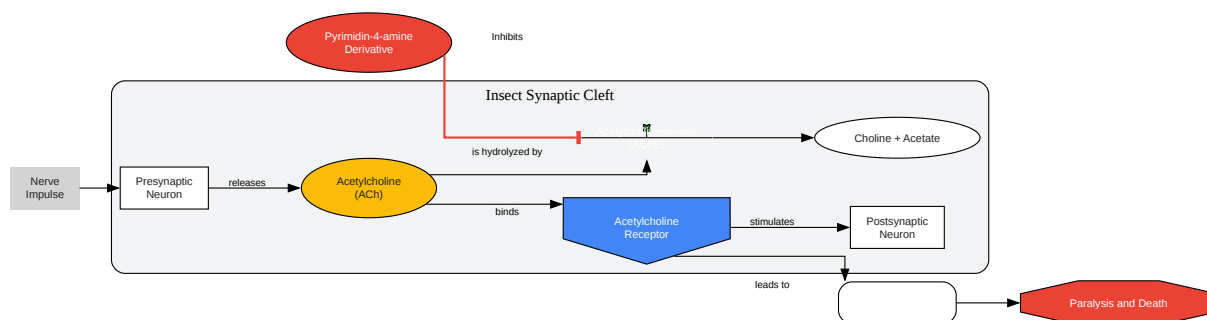 Pyrimidin-4-amine
Derivative
Inhibits
Insect Synaptic Cleft
(AChE)
Choline + Acetate
is hydrolyzed by
Nerve
Impulse
Presynaptic
Neuron
releases
Acetylcholine
(ACh)
binds
Acetylcholine
Receptor
stimulates
Postsynaptic
Neuron
leads to
Paralysis and Death